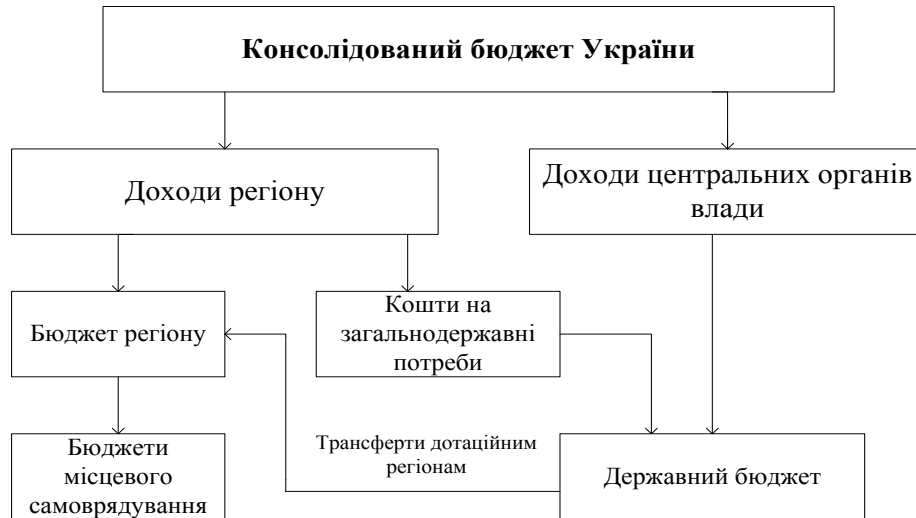 Консолідований бюджет України
Доходи регіону
Доходи центральних органів
влади
Бюджет регіону
Кошти на
загальнодержавні
потреби
Бюджети
місцевого
самоврядування
Трансферти дотаційним
регіонам
Державний бюджет